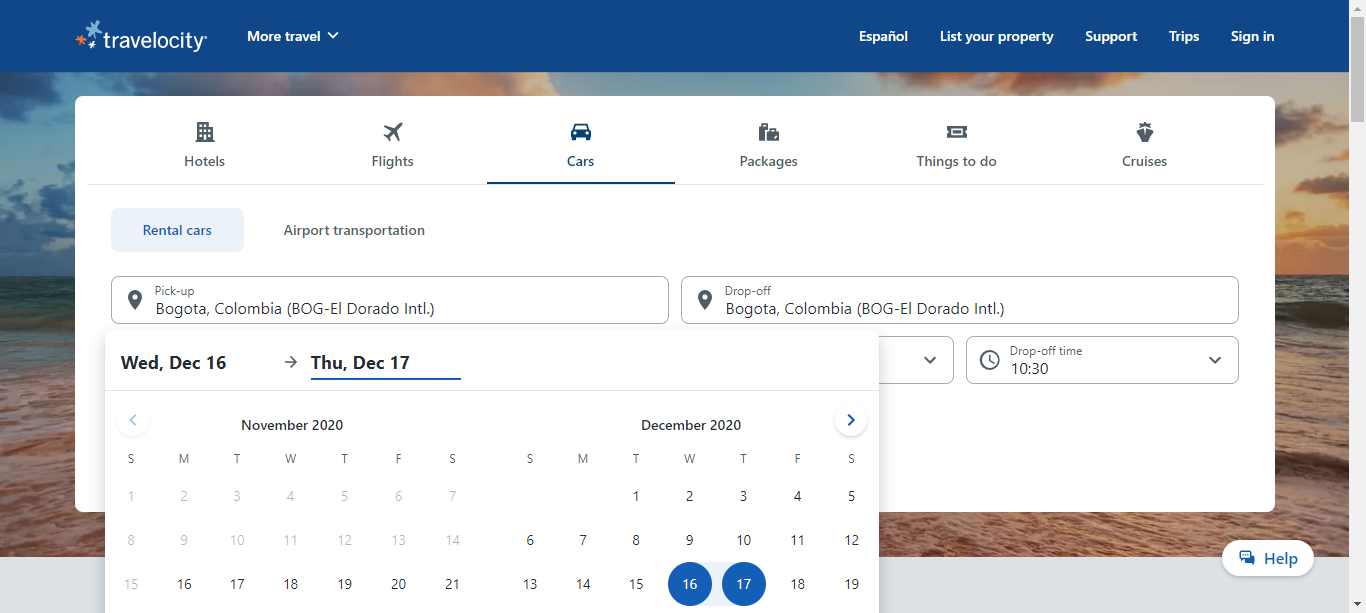 travelocity
More travel
Español
List your property
Support
Trips
Sign in
Hotels
Flights
Cars
Packages
Things to do
Cruises
Rental cars
Airport transportation
Pick-up
Bogota, Colombia (BOG-El Dorado Intl.)
Drop-off
Bogota, Colombia (BOG-El Dorado Intl.)
Wed, Dec 16
Thu, Dec 17
Drop-off time
10:30
November 2020
S M T W T F S
1 2 3 4 5 6 7
8 9 10 11 12 13 14
15 16 17 18 19 20 21
December 2020
S M T W T F S
1 2 3 4 5
6 7 8 9 10 11 12
13 14 15 16 17 18 19
Help